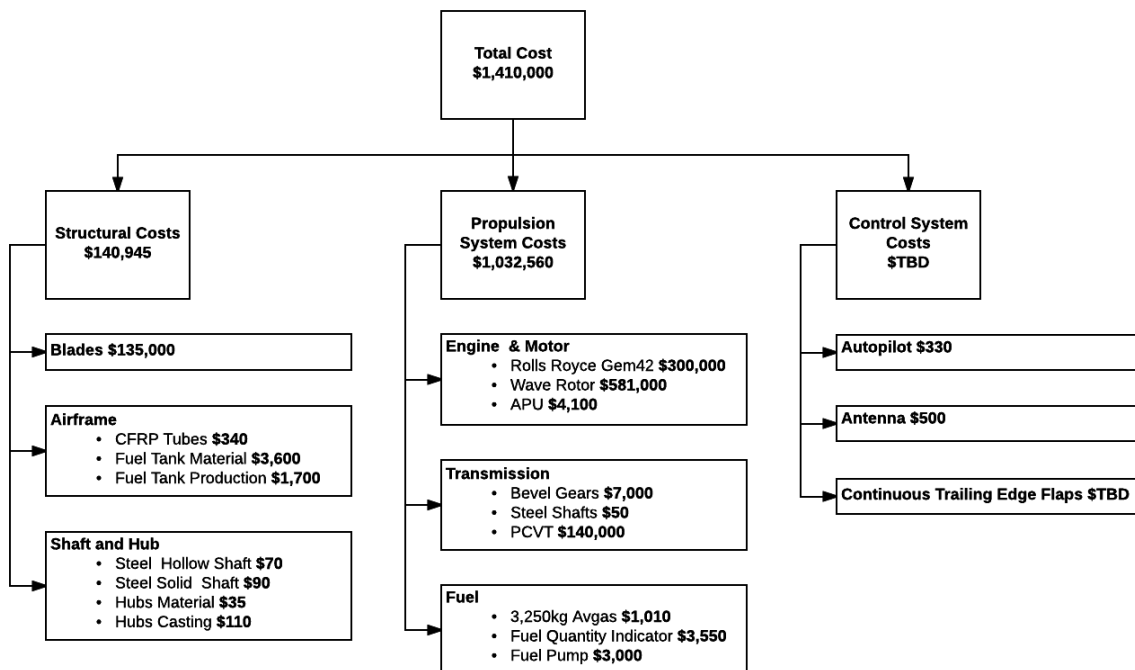 Total Cost
$1,410,000
Structural Costs
$140,945
Propulsion
System Costs
$1,032,560
Control System
Costs
$TBD
Blades $135,000
Airframe
• CFRP Tubes $340
• Fuel Tank Material $3,600
• Fuel Tank Production $1,700
Shaft and Hub
• Steel Hollow Shaft $70
• Steel Solid Shaft $90
• Hubs Material $35
• Hubs Casting $110
Engine & Motor
• Rolls Royce Gem42 $300,000
• Wave Rotor $581,000
• APU $4,100
Transmission
• Bevel Gears $7,000
• Steel Shafts $50
• PCVT $140,000
Fuel
• 3,250kg Avgas $1,010
• Fuel Quantity Indicator $3,550
• Fuel Pump $3,000
Autopilot $330
Antenna $500
Continuous Trailing Edge Flaps $TBD